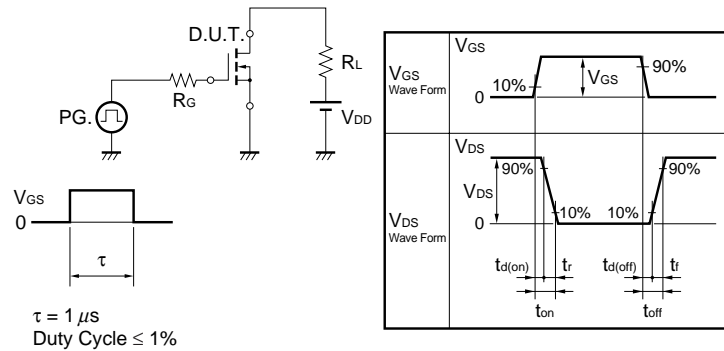 D.U.T.
RL
RG
PG.
VDD
VGS
0
τ
τ = 1 μs
Duty Cycle ≤ 1%
VGS
Wave Form
VGS
10%
VGS
90%
0
VDS
Wave Form
VDS
90%
90%
VDS
10%
10%
0
td(on)
tr
td(off)
tf
ton
toff